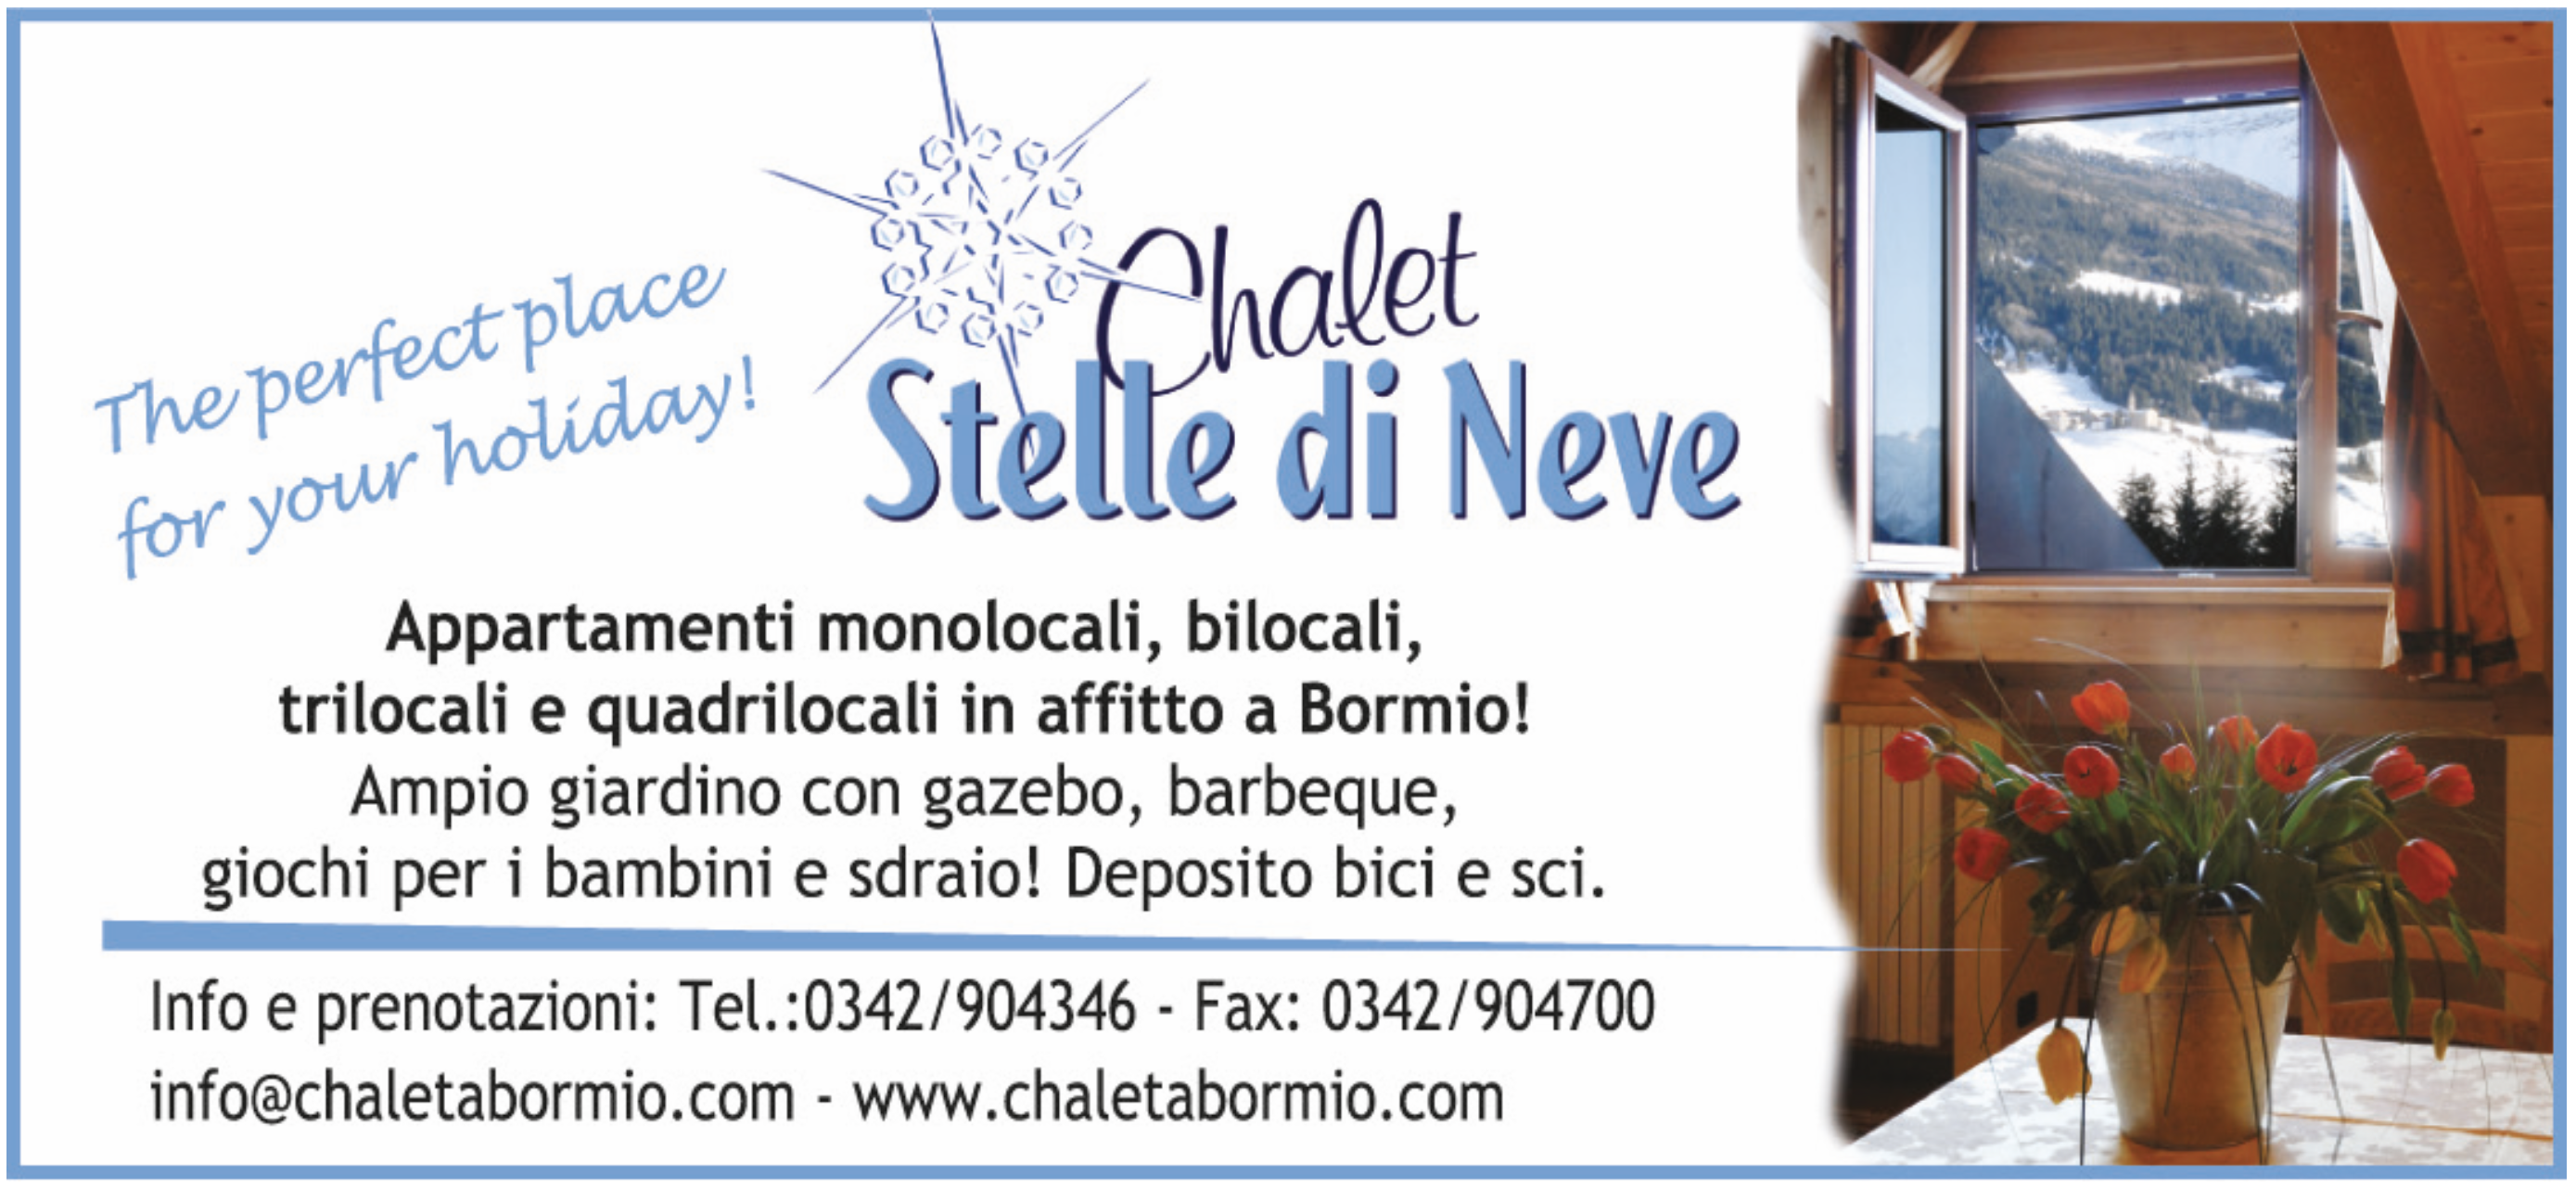 The perfect place
for your holiday!
Chalet
Stelle di Neve
Appartamenti monolocali, bilocali,
trilocali e quadrilocali in affitto a Bormio!
Ampio giardino con gazebo, barbeque,
giochi per i bambini e sdraio! Deposito bici e sci.
Info e prenotazioni: Tel.:0342/904346 - Fax: 0342/904700
info@chaletabormio.com - www.chaletabormio.com